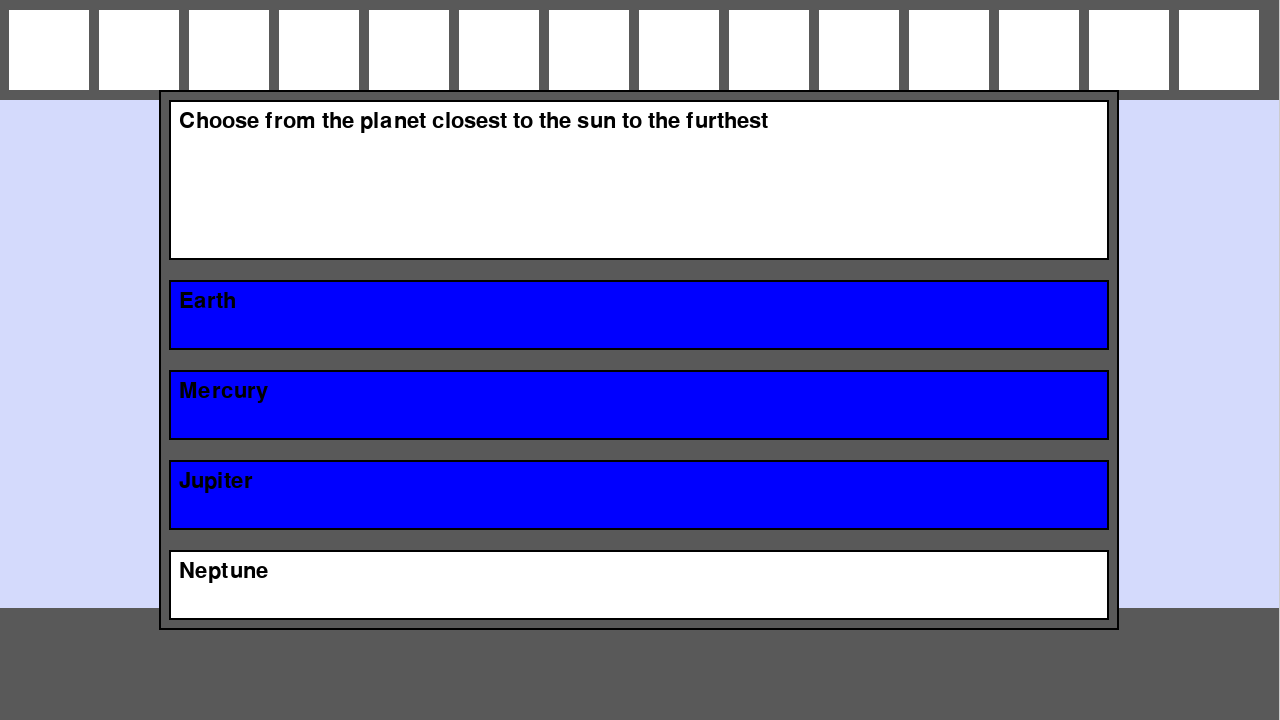 Choose from the planet closest to the sun to the furthest
Earth
Mercury
Jupiter
Neptune